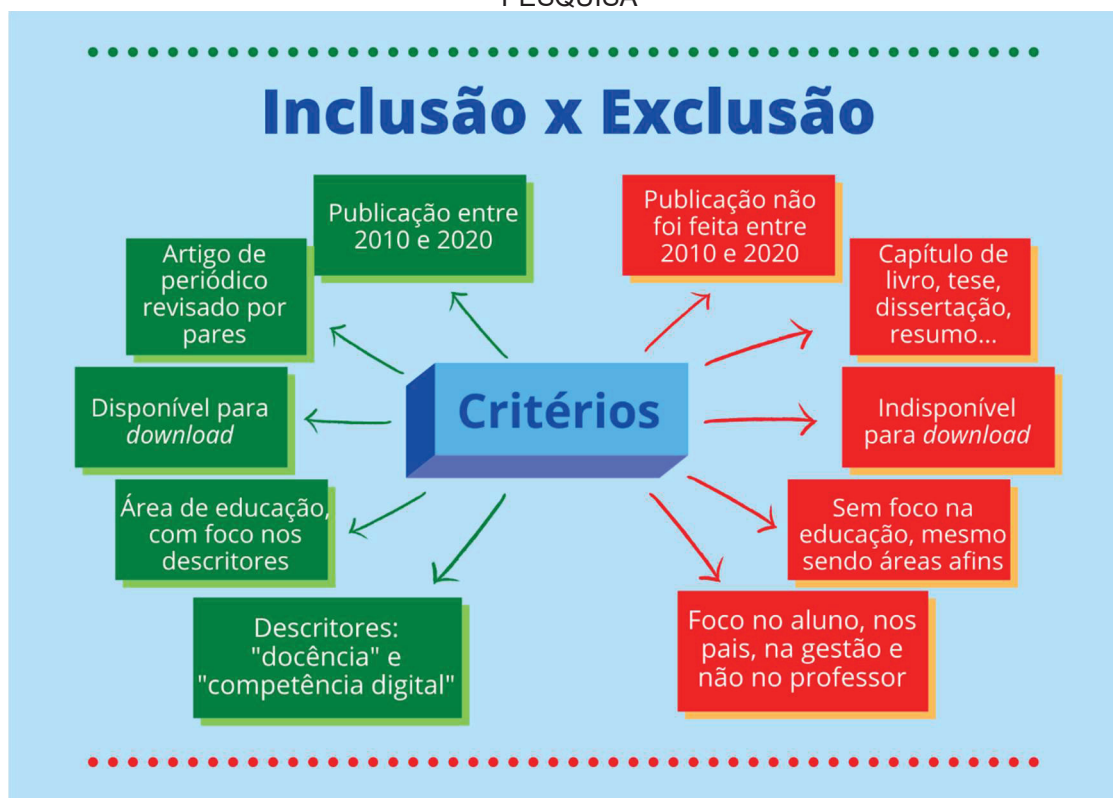 PESQUISA
Inclusão x Exclusão
Publicação entre
2010 e 2020
Artigo de
periódico
revisado por
pares
Disponível para
download
Área de educação,
com foco nos
descritores
Descritores:
"docência" e
"competência digital"
Critérios
Publicação não
foi feita entre
2010 e 2020
Capítulo de
livro, tese,
dissertação,
resumo...
Indisponível
para download
Sem foco na
educação, mesmo
sendo áreas afins
Foco no aluno, nos
pais, na gestão e
não no professor